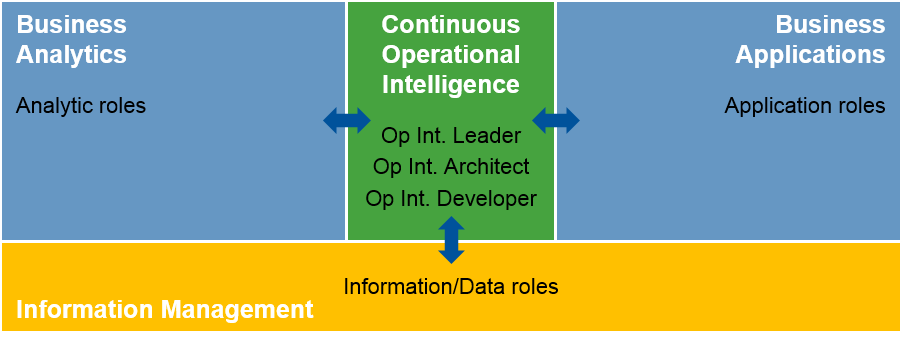 Business
Analytics
Analytic roles
Continuous
Operational
Intelligence
Op Int. Leader
Op Int. Architect
Op Int. Developer
Business
Applications
Application roles
Information/Data roles
Information Management